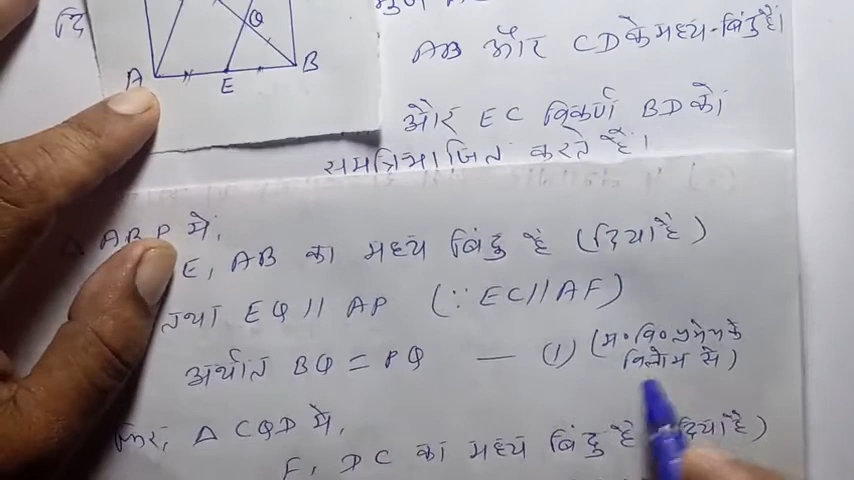 Q
A E B
AB और CD के मध्य-बिंदु हैं।
और EC विकर्ण BD को
समत्रिभाजित करते हैं।
Δ ABP में,
E, AB का मध्य बिंदु है (दिया है)
तथा EQ // AP (∵ EC // AF)
अर्थात BQ = PQ — (1) (म॰ बि॰ प्रमेय के
विलोम से)
फिर, Δ CQD में,
F, DC का मध्य बिंदु है (दिया है)